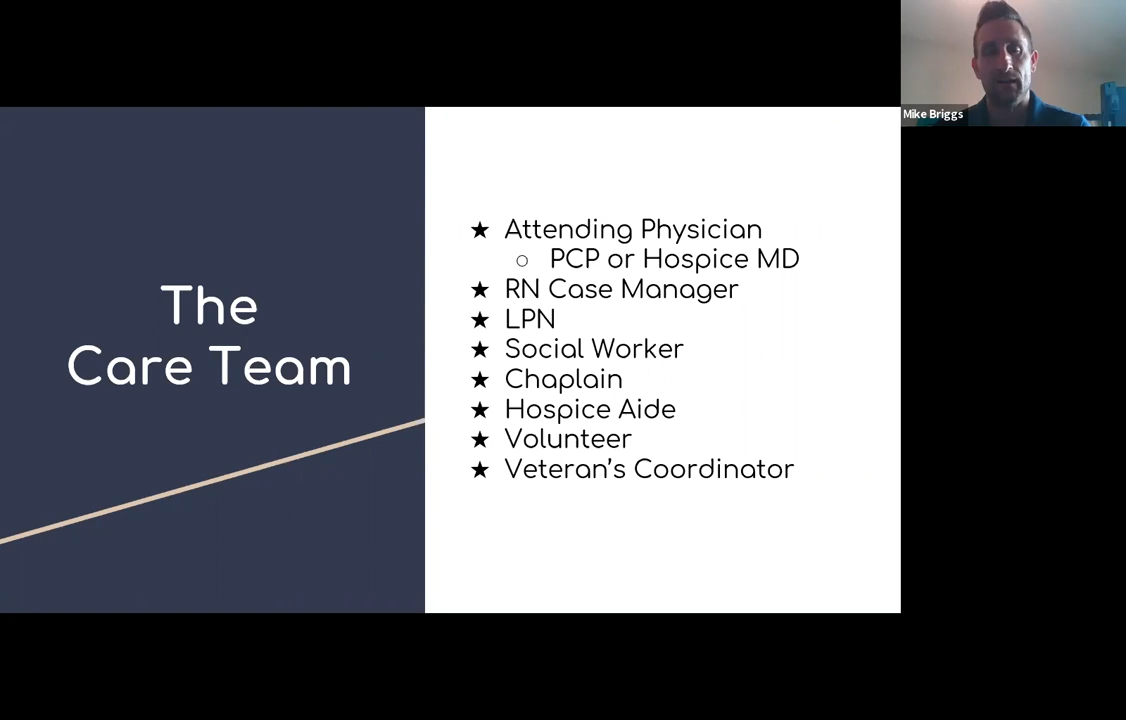 Mike Briggs
The
Care Team
★ Attending Physician
○ PCP or Hospice MD
★ RN Case Manager
★ LPN
★ Social Worker
★ Chaplain
★ Hospice Aide
★ Volunteer
★ Veteran's Coordinator